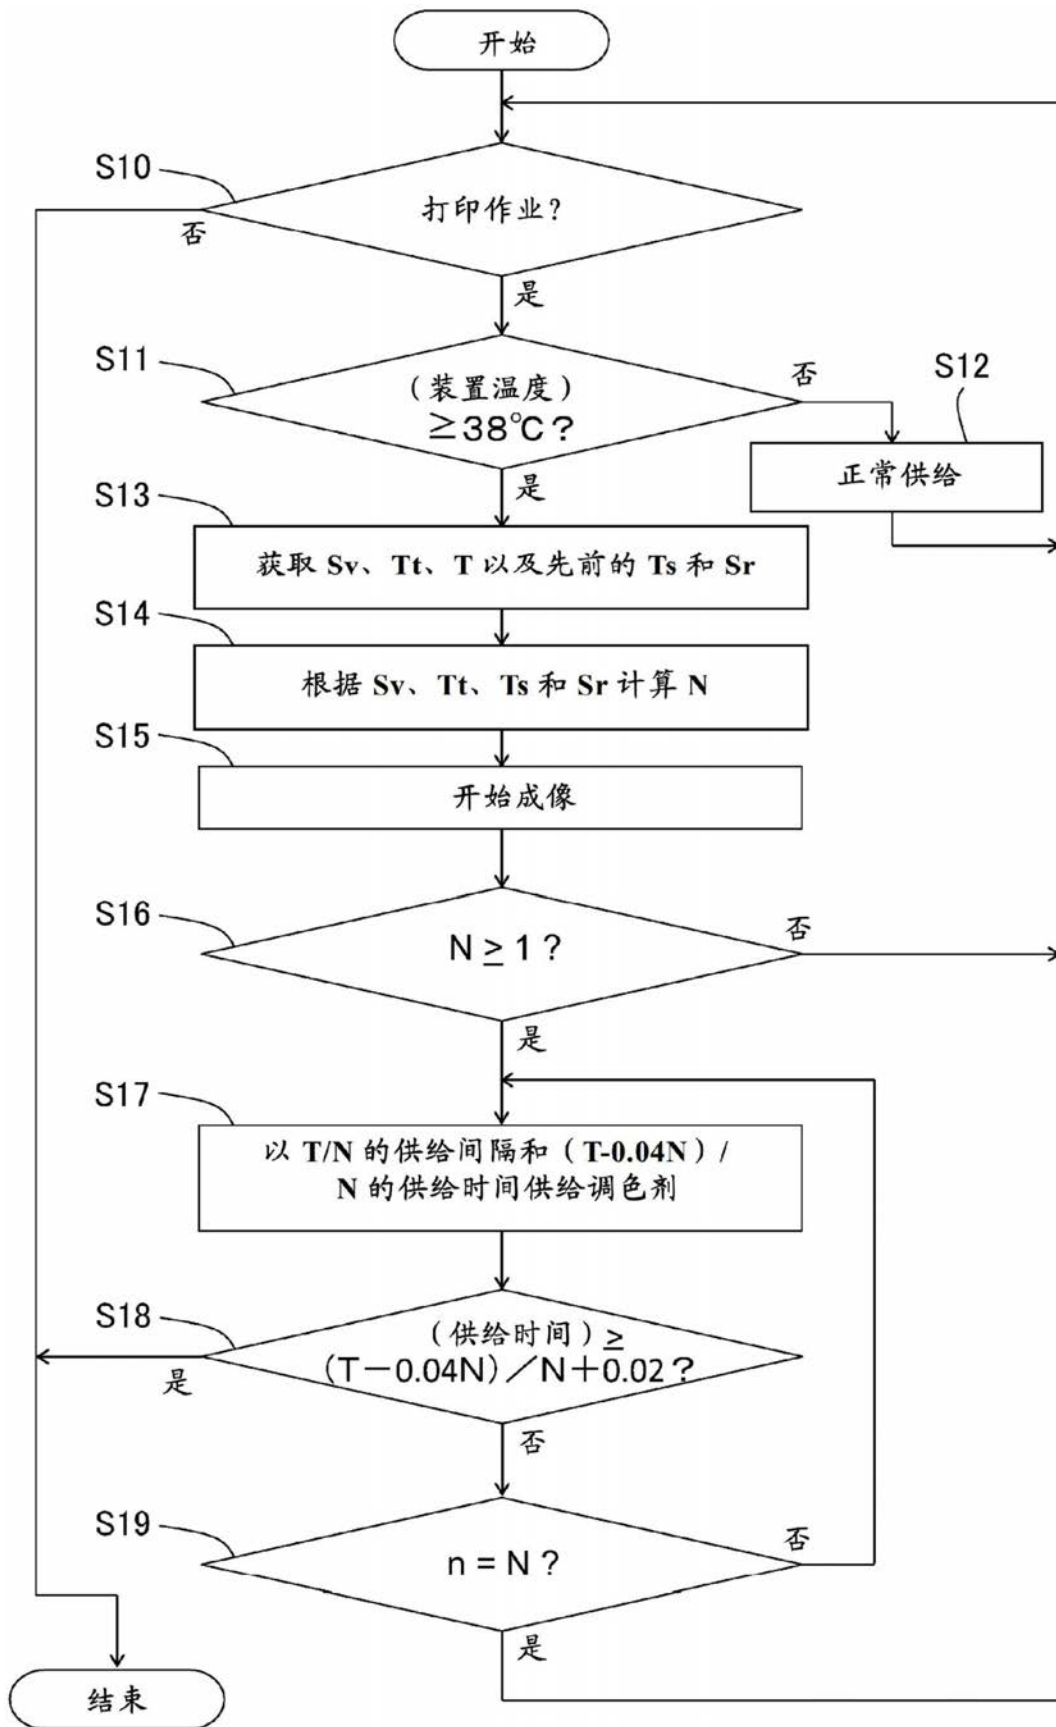 开始
S10
打印作业?
否
是
S11
(装置温度)
≧38℃?
否
S12
正常供给
是
S13
获取 Sv、Tt、T 以及先前的 Ts 和 Sr
S14
根据 Sv、Tt、Ts 和 Sr 计算 N
S15
开始成像
S16
N ≥ 1 ?
否
是
S17
以 T/N 的供给间隔和（T-0.04N）/
N 的供给时间供给调色剂
S18
（供给时间）≥
(T－0.04N)／N＋0.02？
是
否
S19
n = N ?
否
是
结束